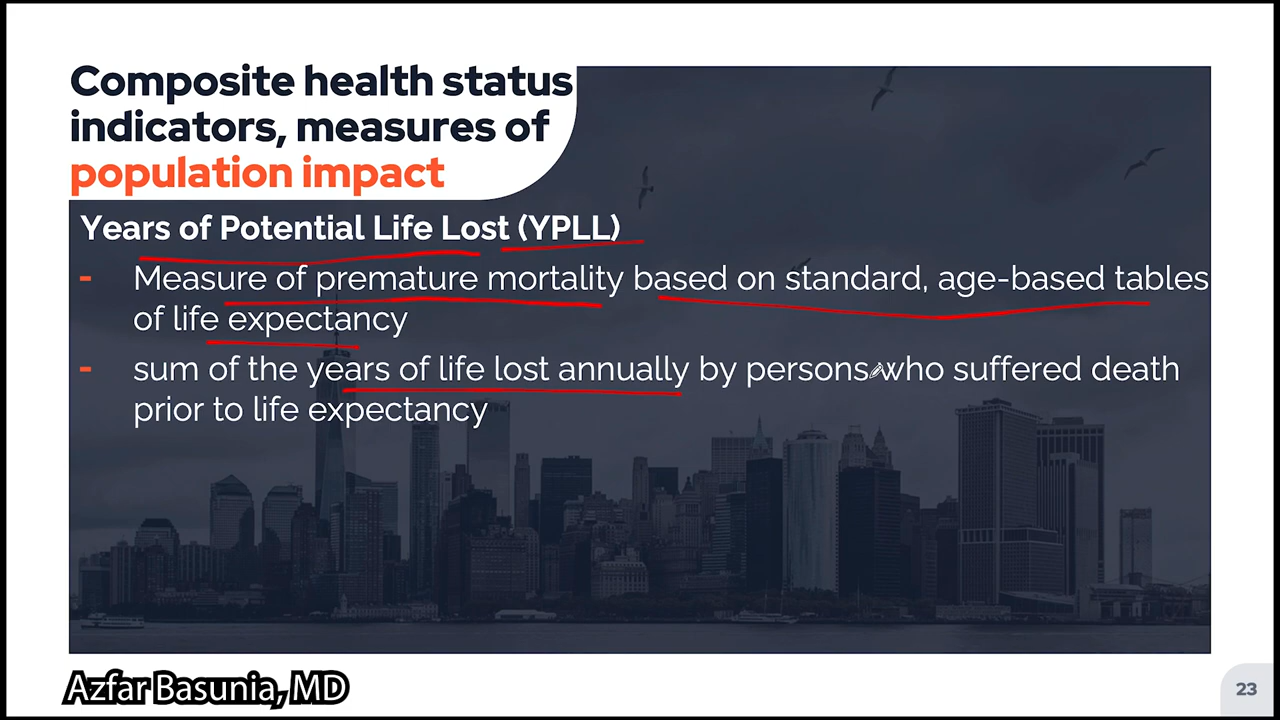 Composite health status
indicators, measures of
population impact
Years of Potential Life Lost (YPLL)
- Measure of premature mortality based on standard, age-based tables
of life expectancy
- sum of the years of life lost annually by persons who suffered death
prior to life expectancy
Azfar Basunia, MD
23